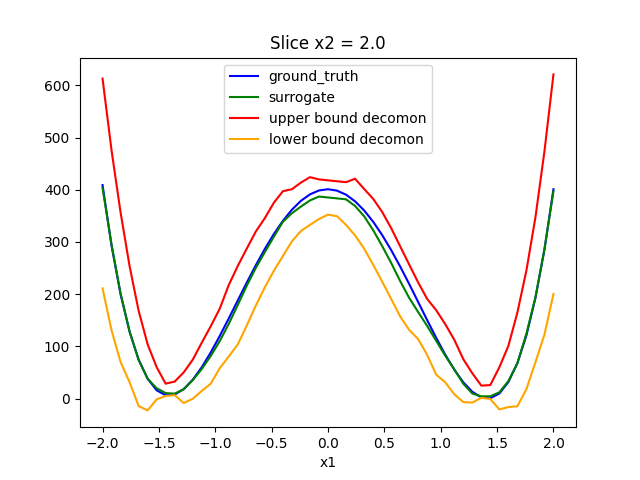 Slice x2 = 2.0
ground_truth
surrogate
upper bound decomon
lower bound decomon
600
500
400
300
200
100
0
−2.0 −1.5 −1.0 −0.5 0.0 0.5 1.0 1.5 2.0
x1